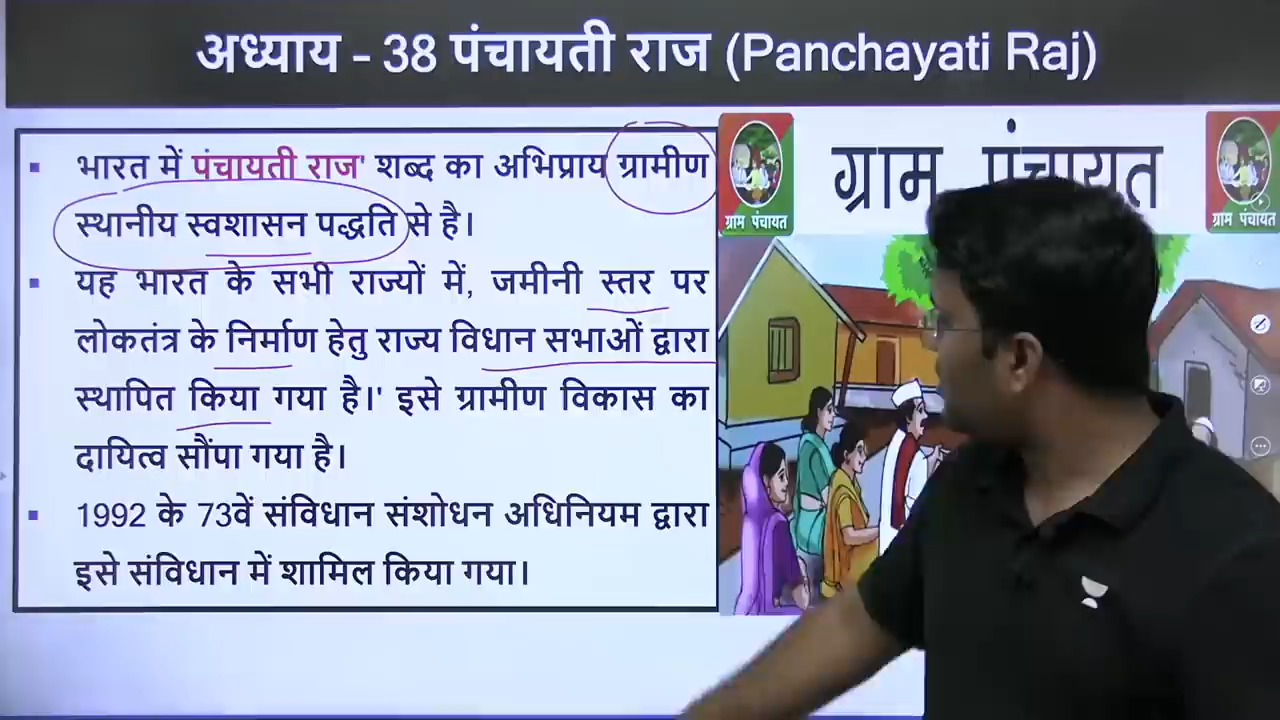 अध्याय - 38 पंचायती राज (Panchayati Raj)
भारत में पंचायती राज' शब्द का अभिप्राय ग्रामीण
स्थानीय स्वशासन पद्धति से है।
यह भारत के सभी राज्यों में, जमीनी स्तर पर
लोकतंत्र के निर्माण हेतु राज्य विधान सभाओं द्वारा
स्थापित किया गया है।' इसे ग्रामीण विकास का
दायित्व सौंपा गया है।
1992 के 73वें संविधान संशोधन अधिनियम द्वारा
इसे संविधान में शामिल किया गया।
ग्राम पंचायत
ग्राम पंचायत
ग्राम पंचायत